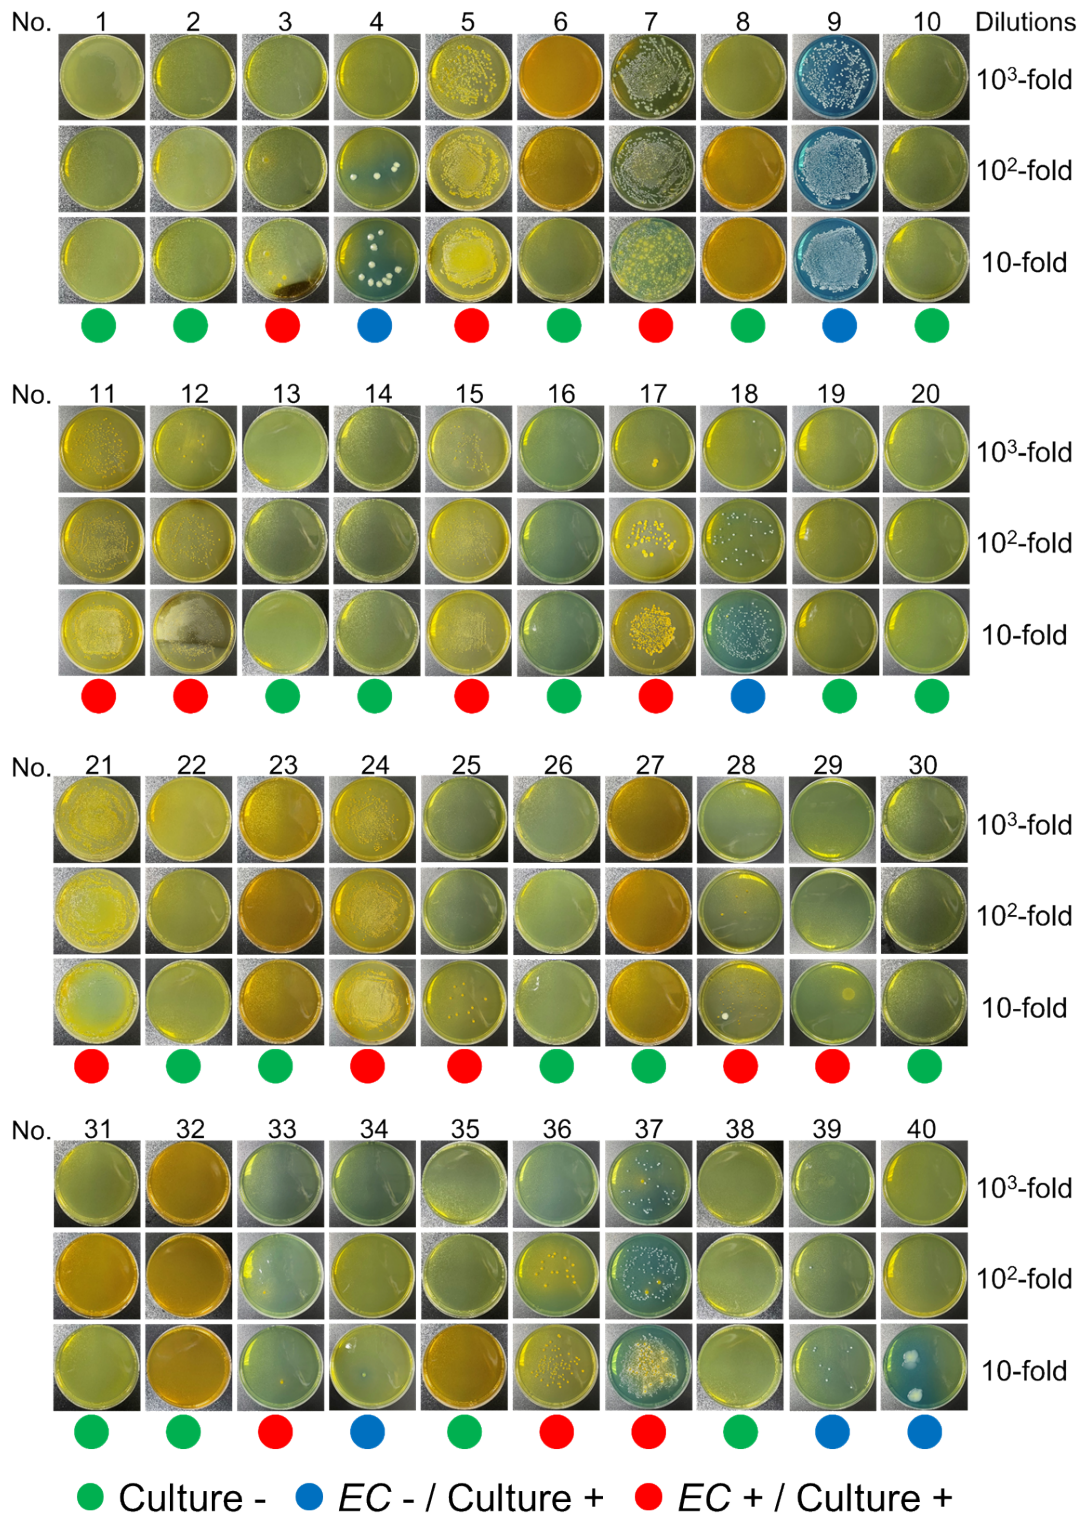 No. 1 2 3 4 5 6 7 8 9 10 Dilutions
10³-fold
10²-fold
10-fold
No. 11 12 13 14 15 16 17 18 19 20
10³-fold
10²-fold
10-fold
No. 21 22 23 24 25 26 27 28 29 30
10³-fold
10²-fold
10-fold
No. 31 32 33 34 35 36 37 38 39 40
10³-fold
10²-fold
10-fold
Culture - EC - / Culture + EC + / Culture +